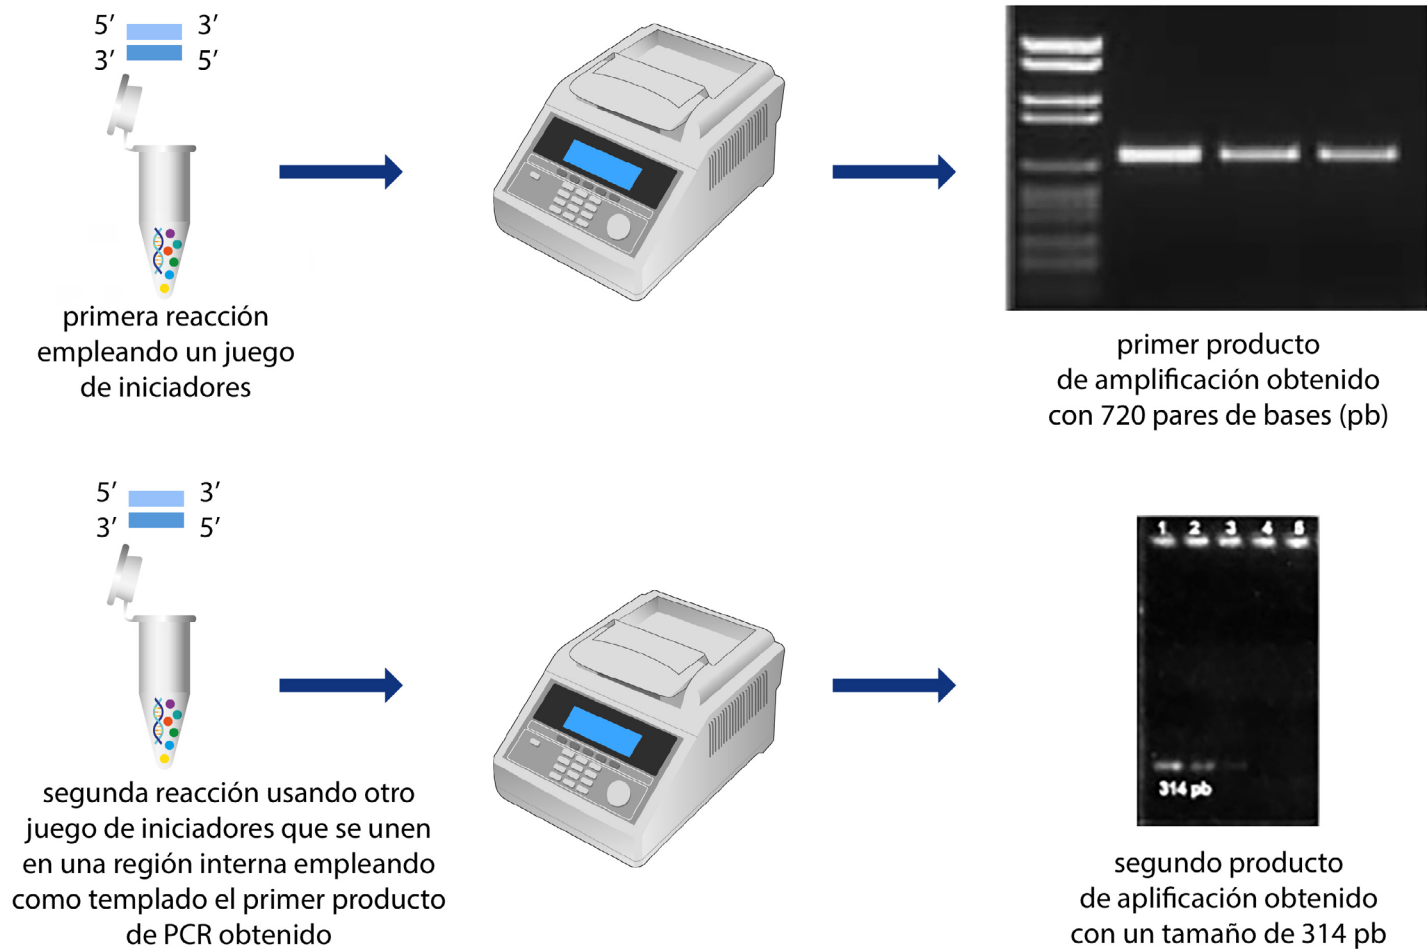 5’ 3’
3’ 5’
primera reacción
empleando un juego
de iniciadores
primer producto
de amplificación obtenido
con 720 pares de bases (pb)
5’ 3’
3’ 5’
segunda reacción usando otro
juego de iniciadores que se unen
en una región interna empleando
como templado el primer producto
de PCR obtenido
1 2 3 4 5
314 pb
segundo producto
de aplificación obtenido
con un tamaño de 314 pb